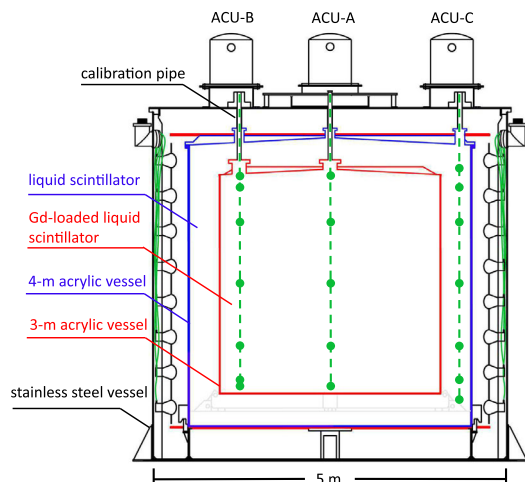 ACU-B
ACU-A
ACU-C
calibration pipe
liquid scintillator
Gd-loaded liquid
scintillator
4-m acrylic vessel
3-m acrylic vessel
stainless steel vessel
5 m